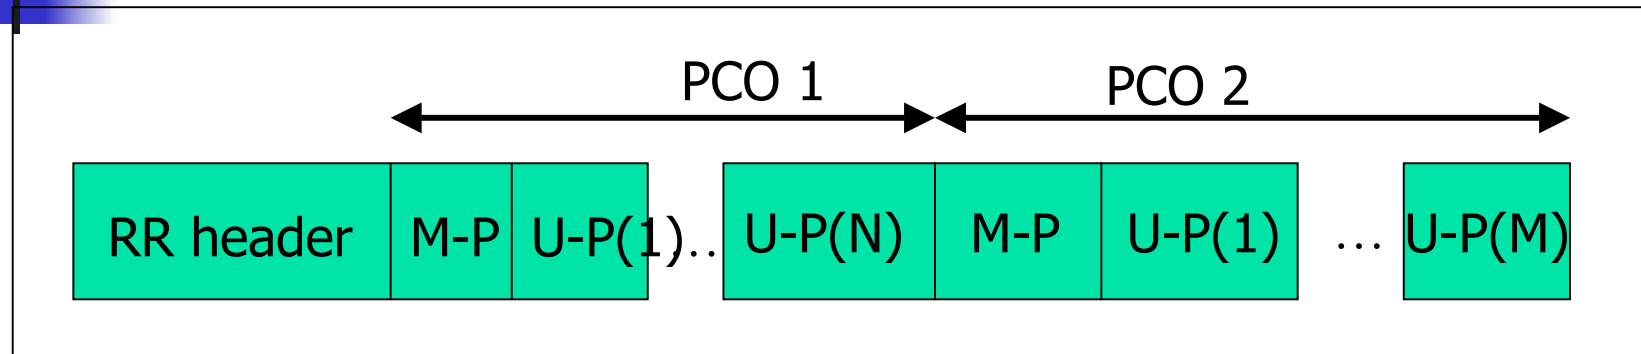 PCO 1 PCO 2
RR header M-P U-P(1)... U-P(N) M-P U-P(1) ... U-P(M)